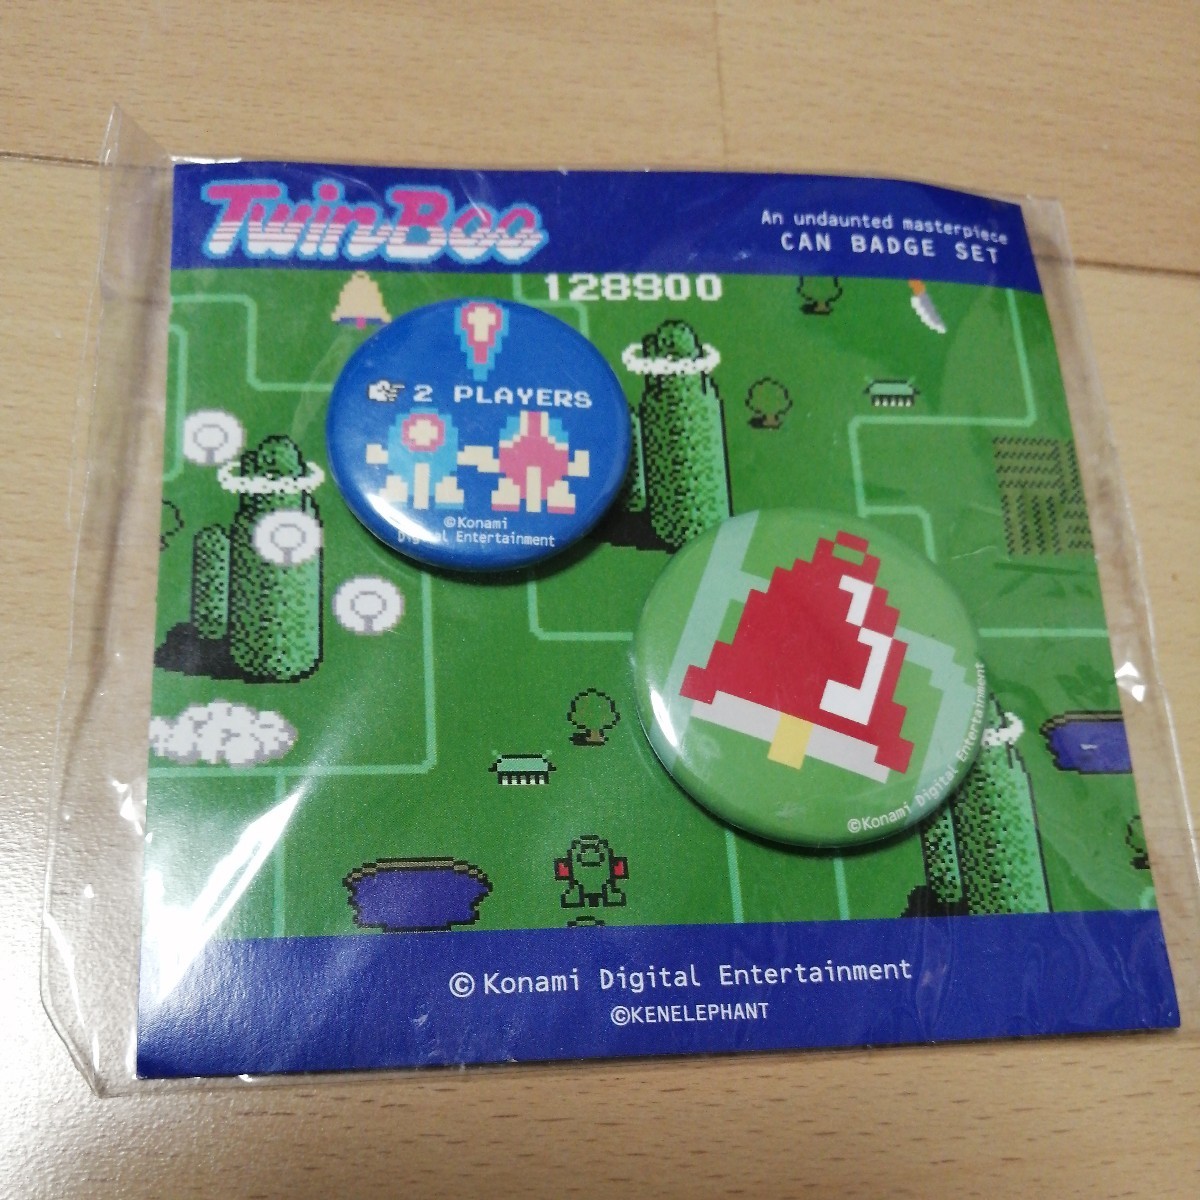 TwinBee
An undaunted masterpiece
CAN BADGE SET
128900
2 PLAYERS
©Konami
Digital Entertainment
©Konami Digital Entertainment
©Konami Digital Entertainment
©KENELEPHANT